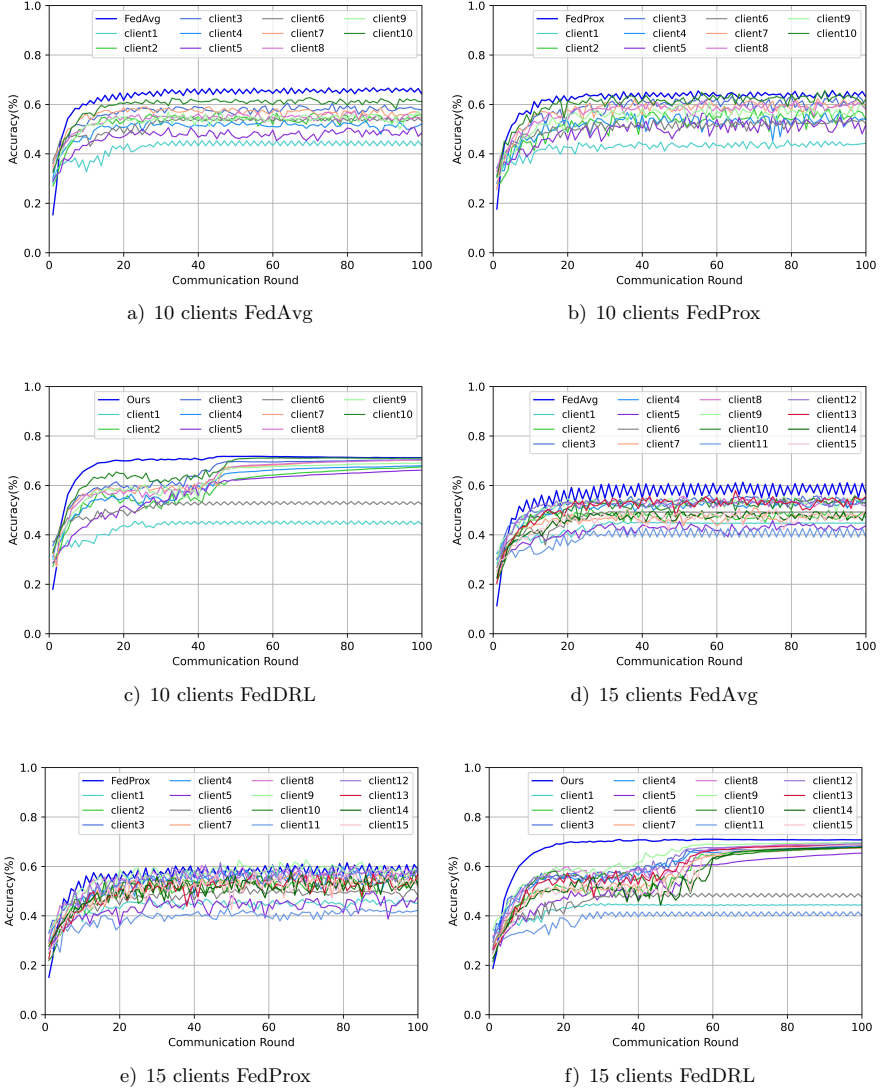 1.0
0.8
0.6
0.4
0.2
0.0
0
20
40
60
80
100
Accuracy(%)
Communication Round
FedAvg
client1
client2
client3
client4
client5
client6
client7
client8
client9
client10
a) 10 clients FedAvg
1.0
0.8
0.6
0.4
0.2
0.0
0
20
40
60
80
100
Accuracy(%)
Communication Round
FedProx
client1
client2
client3
client4
client5
client6
client7
client8
client9
client10
b) 10 clients FedProx
1.0
0.8
0.6
0.4
0.2
0.0
0
20
40
60
80
100
Accuracy(%)
Communication Round
Ours
client1
client2
client3
client4
client5
client6
client7
client8
client9
client10
c) 10 clients FedDRL
1.0
0.8
0.6
0.4
0.2
0.0
0
20
40
60
80
100
Accuracy(%)
Communication Round
FedAvg
client1
client2
client3
client4
client5
client6
client7
client8
client9
client10
client11
client12
client13
client14
client15
d) 15 clients FedAvg
1.0
0.8
0.6
0.4
0.2
0.0
0
20
40
60
80
100
Accuracy(%)
Communication Round
FedProx
client1
client2
client3
client4
client5
client6
client7
client8
client9
client10
client11
client12
client13
client14
client15
e) 15 clients FedProx
1.0
0.8
0.6
0.4
0.2
0.0
0
20
40
60
80
100
Accuracy(%)
Communication Round
Ours
client1
client2
client3
client4
client5
client6
client7
client8
client9
client10
client11
client12
client13
client14
client15
f) 15 clients FedDRL